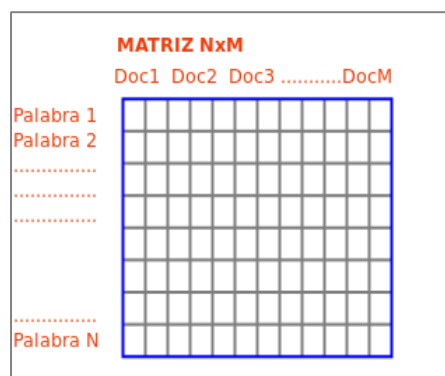 MATRIZ NxM
Doc1 Doc2 Doc3 ...........DocM
Palabra 1
Palabra 2
...............
...............
...............
...............
Palabra N